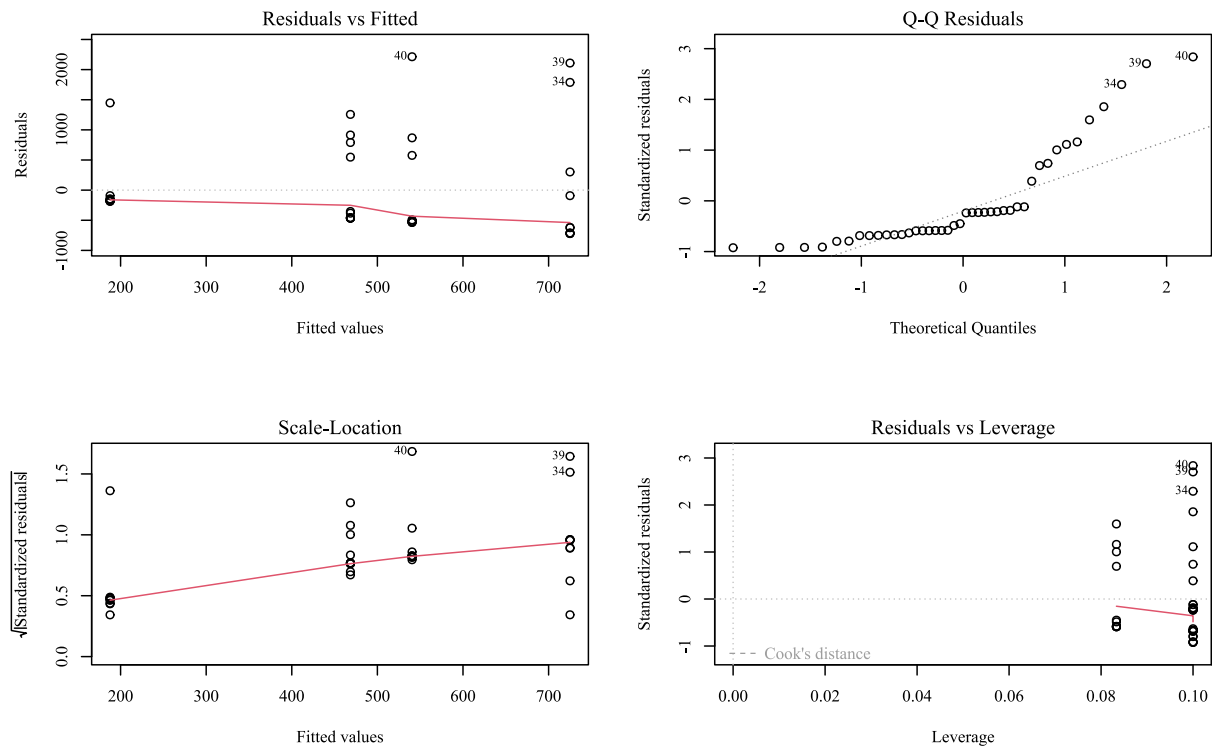 Residuals vs Fitted
Residuals
2000
1000
0
-1000
40
39
34
200 300 400 500 600 700
Fitted values
Q-Q Residuals
Standardized residuals
3
2
1
0
-1
39
40
34
-2 -1 0 1 2
Theoretical Quantiles
Scale-Location
√|Standardized residuals|
1.5
1.0
0.5
0.0
40
39
34
200 300 400 500 600 700
Fitted values
Residuals vs Leverage
Standardized residuals
3
2
1
0
-1
40
39
34
Cook's distance
0.00 0.02 0.04 0.06 0.08 0.10
Leverage